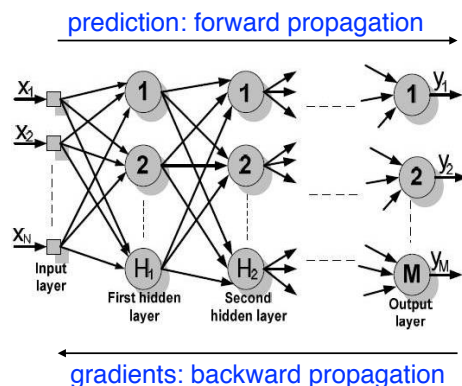 prediction: forward propagation
x1 1 1 1 y1
x2 2 2 2 y2
xN H1 H2 M yM
Input layer
First hidden layer
Second hidden layer
Output layer
gradients: backward propagation